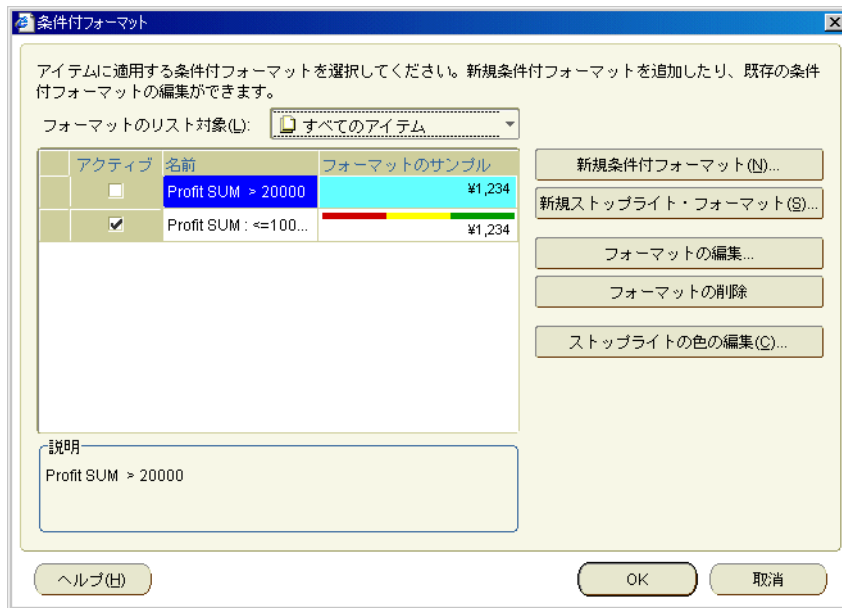 条件付フォーマット
アイテムに適用する条件付フォーマットを選択してください。新規条件付フォーマットを追加したり、既存の条件
付フォーマットの編集ができます。
フォーマットのリスト対象(L): すべてのアイテム
アクティブ 名前 フォーマットのサンプル
Profit SUM > 20000 ¥1,234
Profit SUM : <=100... ¥1,234
新規条件付フォーマット(N)...
新規ストップライト・フォーマット(S)...
フォーマットの編集...
フォーマットの削除
ストップライトの色の編集(C)...
説明
Profit SUM > 20000
ヘルプ(H) OK 取消